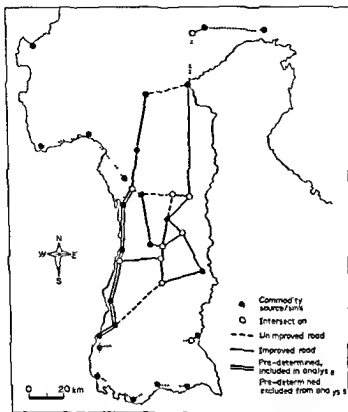 N
W E
S
0 20
km
Commodity
source/sink
Intersection
Unimproved road
Improved road
Pre-determined,
included in analysis
Pre-determined
excluded from analysis